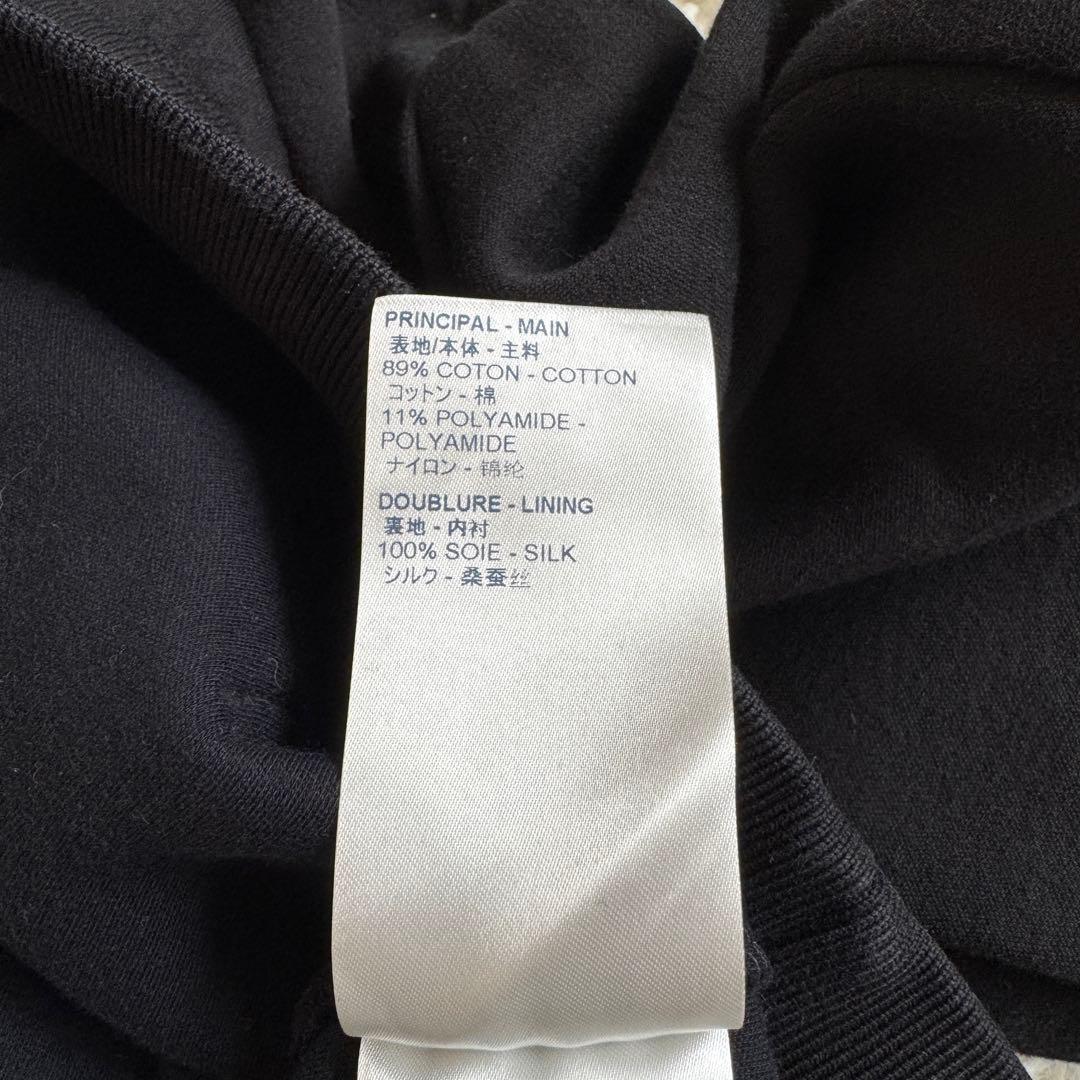 PRINCIPAL - MAIN
表地/本体 - 主料
89% COTON - COTTON
コットン - 棉
11% POLYAMIDE -
POLYAMIDE
ナイロン - 锦纶
DOUBLURE - LINING
裏地 - 内衬
100% SOIE - SILK
シルク - 桑蚕丝